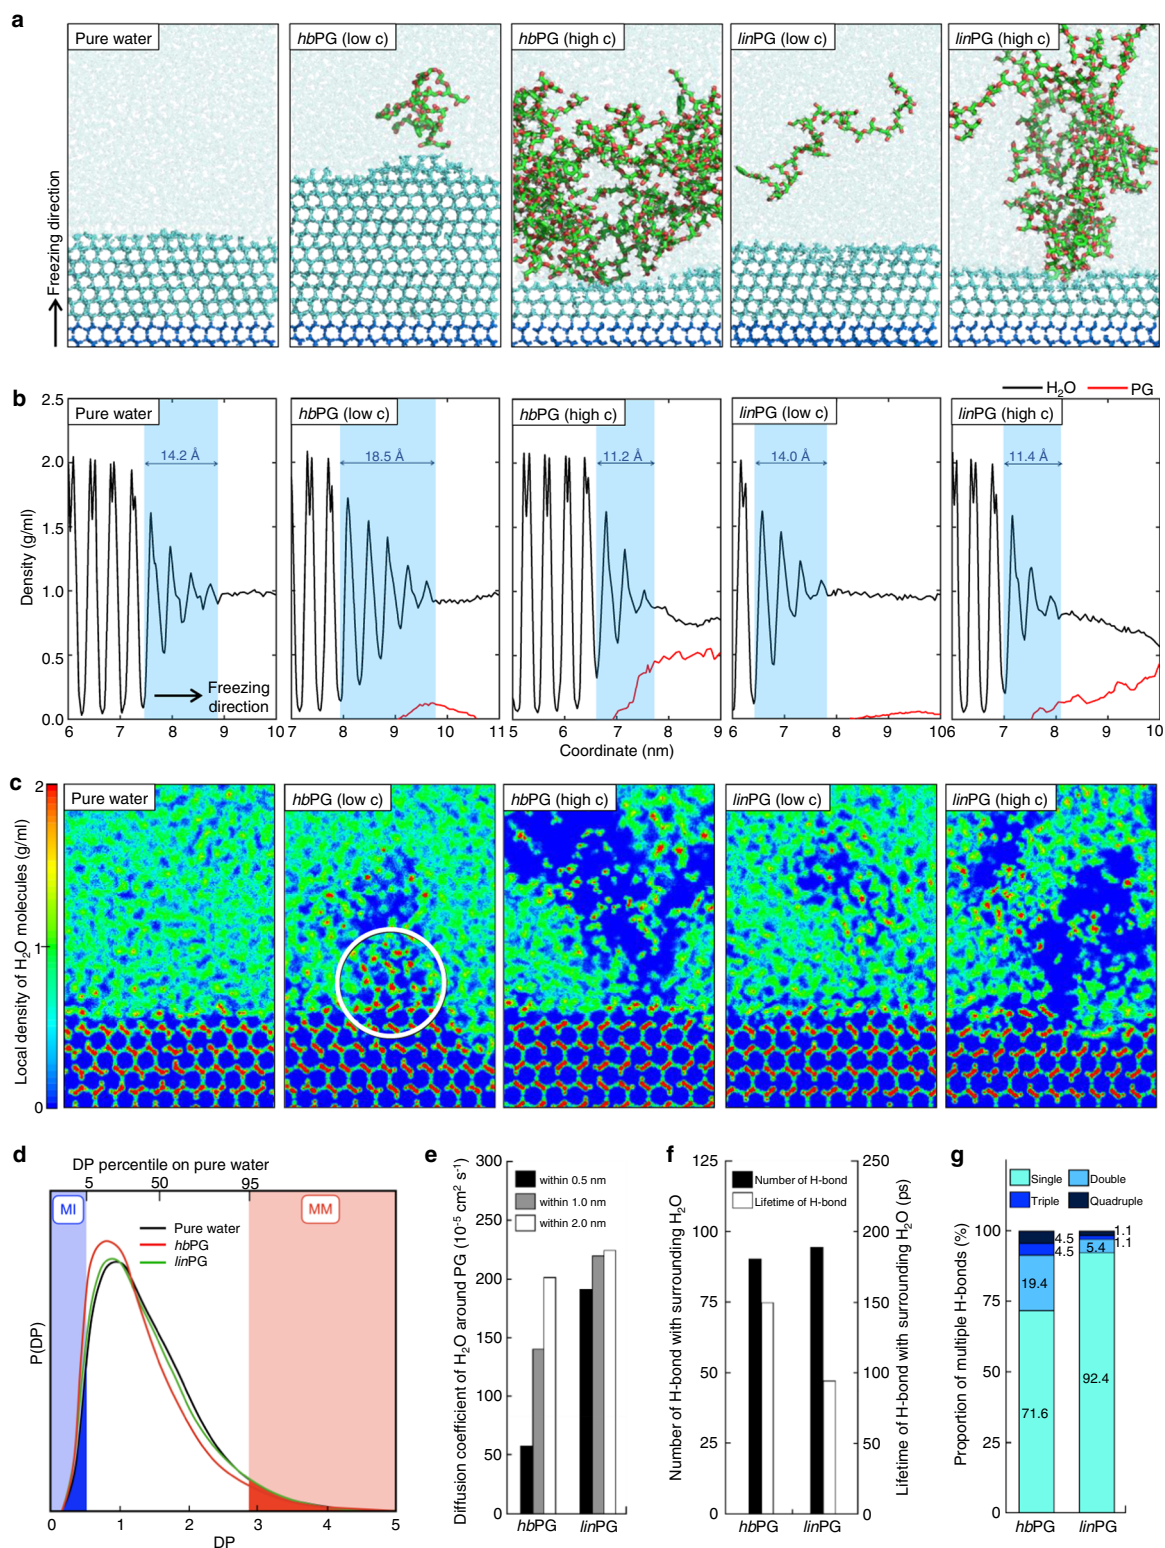 a
Pure water
hbPG (low c)
hbPG (high c)
linPG (low c)
linPG (high c)
Freezing direction
b
H2O
PG
Density (g/ml)
2.5
2.0
1.5
1.0
0.5
0.0
Pure water
hbPG (low c)
hbPG (high c)
linPG (low c)
linPG (high c)
14.2 Å
18.5 Å
11.2 Å
14.0 Å
11.4 Å
Freezing
direction
6 7 8 9 10
7 8 9 10 11
5 6 7 8 9
6 7 8 9 10
6 7 8 9 10
Coordinate (nm)
c
Local density of H2O molecules (g/ml)
2
1
0
Pure water
hbPG (low c)
hbPG (high c)
linPG (low c)
linPG (high c)
d
DP percentile on pure water
5 50 95
MI
MM
Pure water
hbPG
linPG
P(DP)
0 1 2 3 4 5
DP
e
Diffusion coefficient of H2O around PG (10-5 cm2 s-1)
300
250
200
150
100
50
0
within 0.5 nm
within 1.0 nm
within 2.0 nm
hbPG linPG
f
Number of H-bond with surrounding H2O
125
100
75
50
25
0
Number of H-bond
Lifetime of H-bond
250
200
150
100
50
0
Lifetime of H-bond with surrounding H2O (ps)
hbPG linPG
g
Single
Double
Triple
Quadruple
Proportion of multiple H-bonds (%)
100
75
50
25
0
4.5
4.5
19.4
71.6
1.1
1.1
5.4
92.4
hbPG linPG